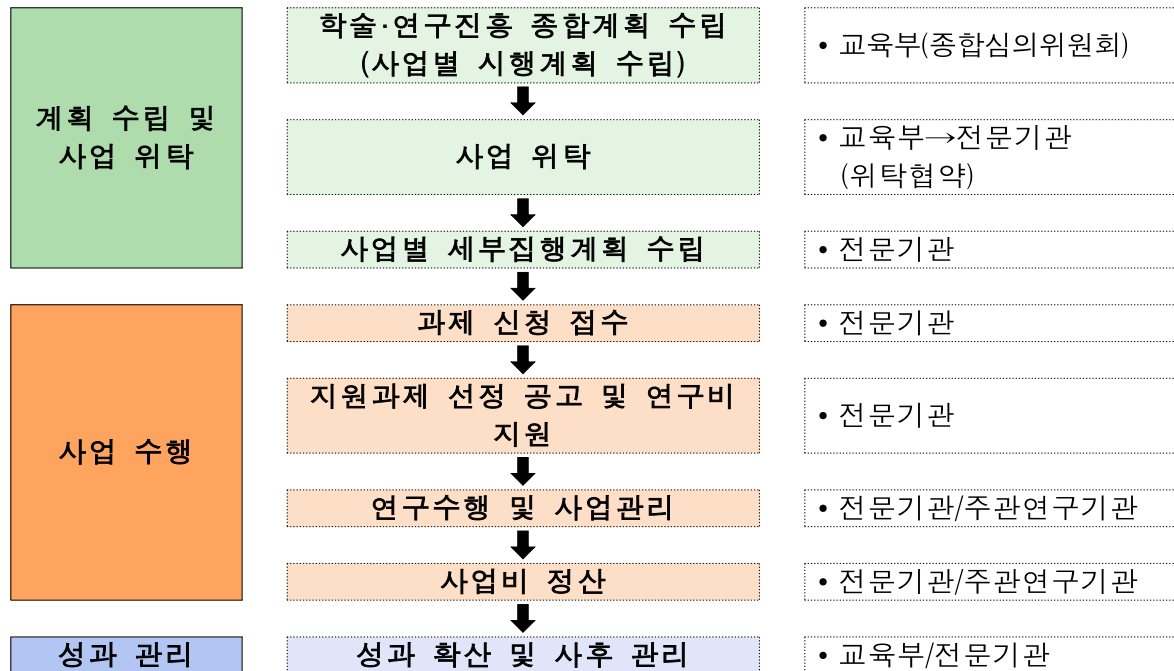 계획 수립 및
사업 위탁
학술·연구진흥 종합계획 수립
(사업별 시행계획 수립)
• 교육부(종합심의위원회)
사업 위탁
• 교육부→전문기관
(위탁협약)
사업별 세부집행계획 수립
• 전문기관
사업 수행
과제 신청 접수
• 전문기관
지원과제 선정 공고 및 연구비
지원
• 전문기관
연구수행 및 사업관리
• 전문기관/주관연구기관
사업비 정산
• 전문기관/주관연구기관
성과 관리
성과 확산 및 사후 관리
• 교육부/전문기관